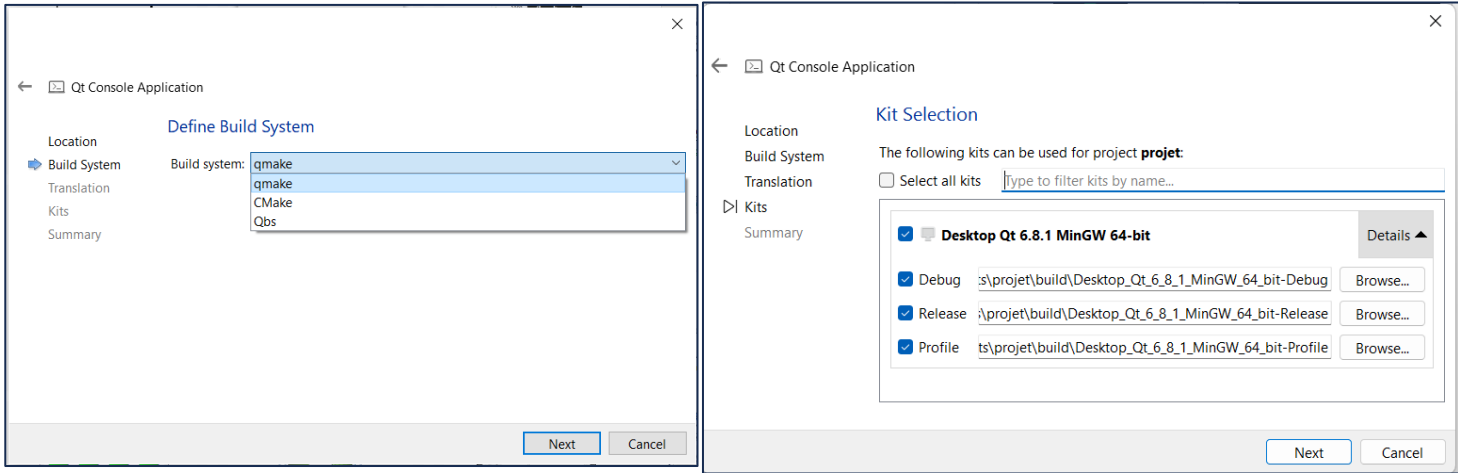 Qt Console Application
Define Build System
Location
Build System
Translation
Kits
Summary
Build system: qmake
qmake
CMake
Qbs
Next Cancel
Qt Console Application
Kit Selection
Location
Build System
Translation
Kits
Summary
The following kits can be used for project projet:
Select all kits Type to filter kits by name...
Desktop Qt 6.8.1 MinGW 64-bit Details
Debug ts\projet\build\Desktop_Qt_6_8_1_MinGW_64_bit-Debug Browse...
Release \projet\build\Desktop_Qt_6_8_1_MinGW_64_bit-Release Browse...
Profile ts\projet\build\Desktop_Qt_6_8_1_MinGW_64_bit-Profile Browse...
Next Cancel